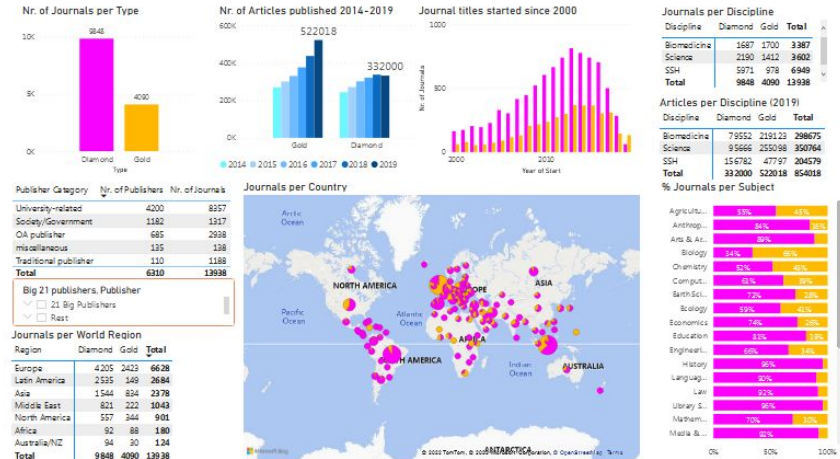 Nr. of Journals per Type
10K
5K
0K
9848
4090
Diamond Gold
Type
Nr. of Articles published 2014-2019
600K
400K
200K
0K
522018
332000
Gold Diamond
2014 2015 2016 2017 2018 2019
Journal titles started since 2000
1000
500
0
Nr. of Journals
2000 2010
Year of Start
Journals per Discipline
Discipline Diamond Gold Total
Biomedicine 1687 1700 3387
Science 2190 1412 3602
SSH 5971 978 6949
Total 9848 4090 13938
Articles per Discipline (2019)
Discipline Diamond Gold Total
Biomedicine 79552 219123 298675
Science 95666 255098 350764
SSH 156782 47797 204579
Total 332000 522018 854018
Publisher Category Nr. of Publishers Nr. of Journals
University-related 4200 8357
Society/Government 1182 1317
OA publisher 685 2938
miscellaneous 135 138
Traditional publisher 110 1188
Total 6310 13938
Big 21 publishers, Publisher
21 Big Publishers
Rest
Journals per World Region
Region Diamond Gold Total
Europe 4205 2423 6628
Latin America 2535 149 2684
Asia 1544 834 2378
Middle East 821 222 1043
North America 557 344 901
Africa 92 88 180
Australia/NZ 94 30 124
Total 9848 4090 13938
Journals per Country
Arctic
Ocean
NORTH AMERICA
ASIA
Pacific
Ocean
Atlantic
Ocean
Indian
Ocean
AUSTRALIA
ANTARCTICA
Microsoft Bing
OpenStreetMap Terms
% Journals per Subject
Agricultu... 55% 45%
Anthrop... 84% 16%
Arts & Ar... 89%
Biology 34% 66%
Chemistry 52% 48%
Comput... 61% 39%
Earth Sci... 72% 28%
Ecology 59% 41%
Economics 74% 26%
Education 81% 19%
Engineeri... 66% 34%
History 96%
Languag... 90%
Law 92%
Library S... 96%
Mathem... 70% 30%
Media &... 92%
0% 50% 100%